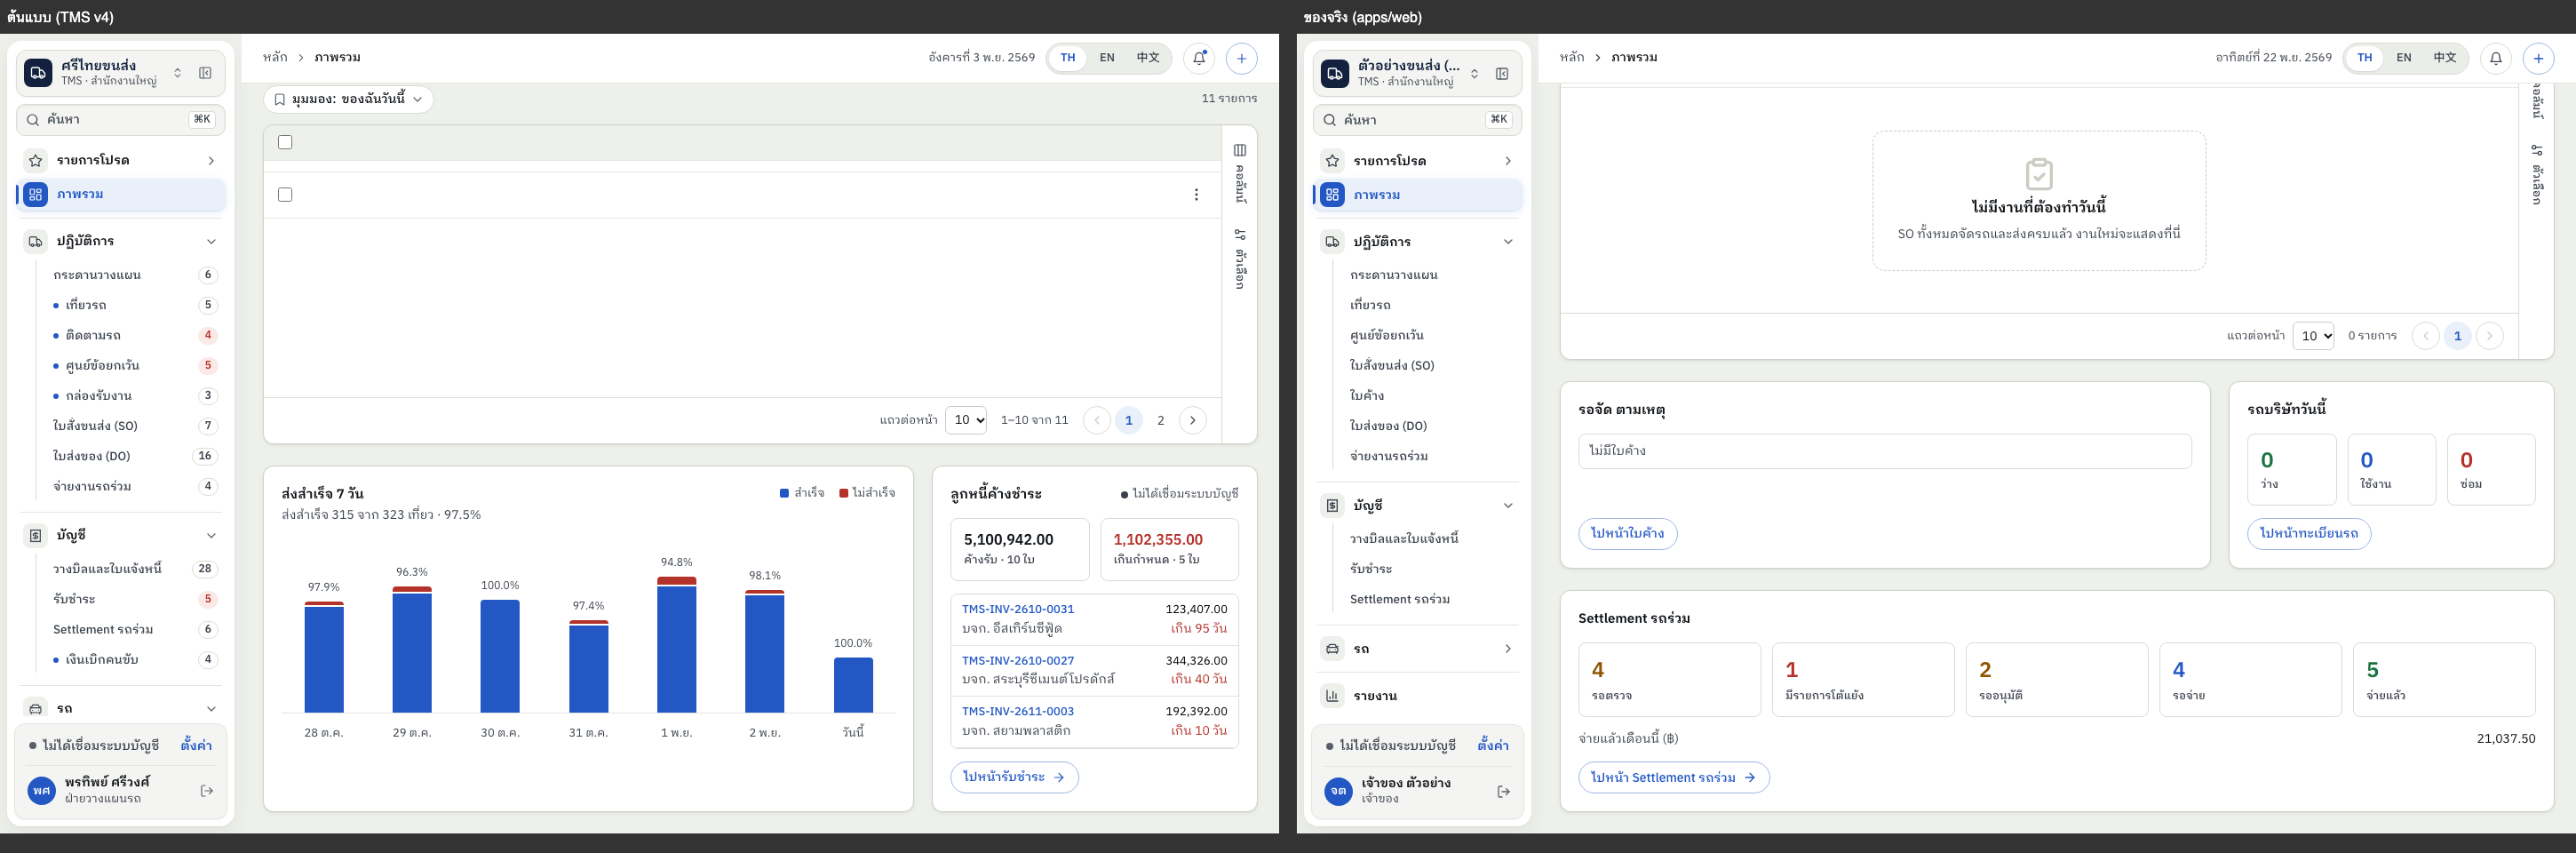 ต้นแบบ (TMS v4)
ศรีไทยขนส่ง
TMS · สำนักงานใหญ่
ค้นหา
⌘K
รายการโปรด
ภาพรวม
ปฏิบัติการ
กระดานวางแผน 6
เที่ยวรถ 5
ติดตามรถ 4
ศูนย์ข้อยกเว้น 5
กล่องรับงาน 3
ใบสั่งขนส่ง (SO) 7
ใบส่งของ (DO) 16
จ่ายงานรถร่วม 4
บัญชี
วางบิลและใบแจ้งหนี้ 28
รับชำระ 5
Settlement รถร่วม 6
เงินเบิกคนขับ 4
รถ
ไม่ได้เชื่อมระบบบัญชี ตั้งค่า
พศ
พรทิพย์ ศรีวงศ์
ฝ่ายวางแผนรถ
หลัก > ภาพรวม
อังคารที่ 3 พ.ย. 2569
TH EN 中文
มุมมอง: ของฉันวันนี้
11 รายการ
คอลัมน์
ตัวเลือก
แถวต่อหน้า 10 1–10 จาก 11 1 2
ส่งสำเร็จ 7 วัน
สำเร็จ ไม่สำเร็จ
ส่งสำเร็จ 315 จาก 323 เที่ยว · 97.5%
97.9% 96.3% 100.0% 97.4% 94.8% 98.1% 100.0%
28 ต.ค. 29 ต.ค. 30 ต.ค. 31 ต.ค. 1 พ.ย. 2 พ.ย. วันนี้
ลูกหนี้ค้างชำระ
ไม่ได้เชื่อมระบบบัญชี
5,100,942.00
ค้างรับ · 10 ใบ
1,102,355.00
เกินกำหนด · 5 ใบ
TMS-INV-2610-0031 123,407.00
บจก. อีสเทิร์นซีฟู้ด เกิน 95 วัน
TMS-INV-2610-0027 344,326.00
บจก. สระบุรีซีเมนต์โปรดักส์ เกิน 40 วัน
TMS-INV-2611-0003 192,392.00
บจก. สยามพลาสติก เกิน 10 วัน
ไปหน้ารับชำระ →
ของจริง (apps/web)
ตัวอย่างขนส่ง (...
TMS · สำนักงานใหญ่
ค้นหา
⌘K
รายการโปรด
ภาพรวม
ปฏิบัติการ
กระดานวางแผน
เที่ยวรถ
ศูนย์ข้อยกเว้น
ใบสั่งขนส่ง (SO)
ใบค้าง
ใบส่งของ (DO)
จ่ายงานรถร่วม
บัญชี
วางบิลและใบแจ้งหนี้
รับชำระ
Settlement รถร่วม
รถ
รายงาน
ไม่ได้เชื่อมระบบบัญชี ตั้งค่า
จต
เจ้าของ ตัวอย่าง
เจ้าของ
หลัก > ภาพรวม
อาทิตย์ที่ 22 พ.ย. 2569
TH EN 中文
ตัวเลือก
ไม่มีงานที่ต้องทำวันนี้
SO ทั้งหมดจัดรถและส่งครบแล้ว งานใหม่จะแสดงที่นี่
แถวต่อหน้า 10 0 รายการ 1
รอจัด ตามเหตุ
ไม่มีใบค้าง
ไปหน้าใบค้าง
รถบริษัทวันนี้
0 0 0
ว่าง ใช้งาน ซ่อม
ไปหน้าทะเบียนรถ
Settlement รถร่วม
4 1 2 4 5
รอตรวจ มีรายการโต้แย้ง รออนุมัติ รอจ่าย จ่ายแล้ว
จ่ายแล้วเดือนนี้ (฿) 21,037.50
ไปหน้า Settlement รถร่วม →